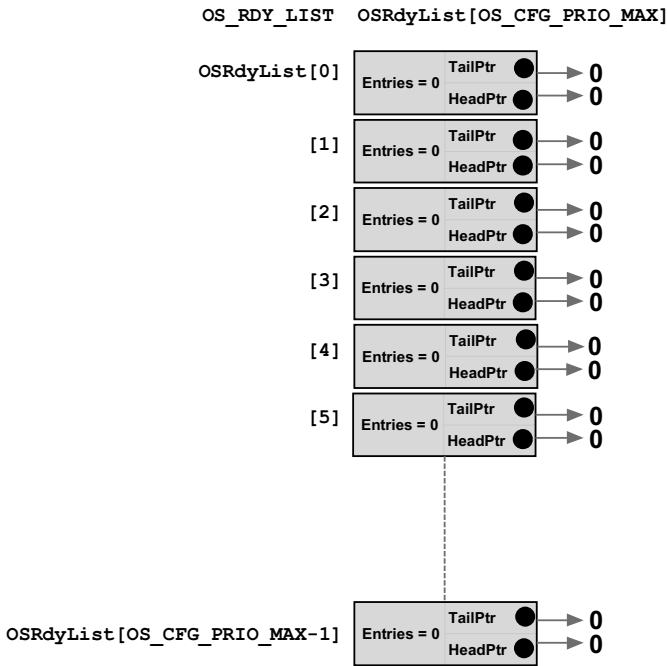 OS_RDY_LIST OSRdyList[OS_CFG_PRIO_MAX]
OSRdyList[0] Entries = 0 TailPtr 0
HeadPtr 0
[1] Entries = 0 TailPtr 0
HeadPtr 0
[2] Entries = 0 TailPtr 0
HeadPtr 0
[3] Entries = 0 TailPtr 0
HeadPtr 0
[4] Entries = 0 TailPtr 0
HeadPtr 0
[5] Entries = 0 TailPtr 0
HeadPtr 0
OSRdyList[OS_CFG_PRIO_MAX-1] Entries = 0 TailPtr 0
HeadPtr 0